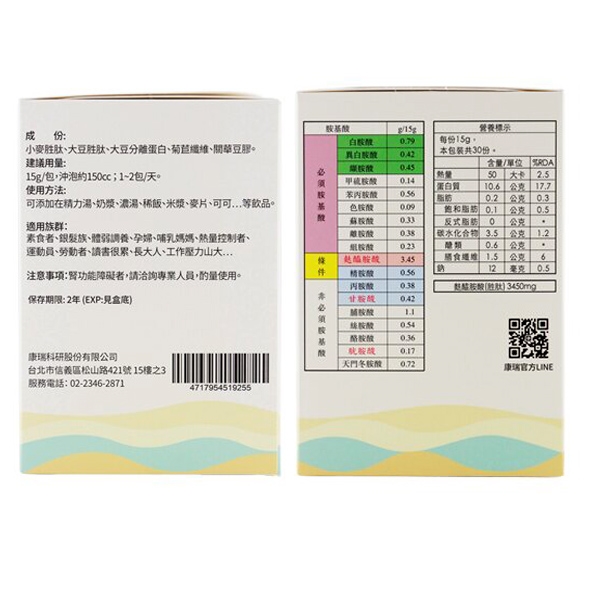 成　份:
小麥胜肽、大豆胜肽、大豆分離蛋白、菊苣纖維、關華豆膠。
建議用量:
15g/包,沖泡約150cc；1~2包/天。
使用方法:
可添加在精力湯、奶漿、濃湯、稀飯、米漿、麥片、可可…等飲品。
適用族群:
素食者、銀髮族、體弱調養、孕婦、哺乳媽媽、熱量控制者、
運動員、勞動者、讀書很累、長大人、工作壓力山大…
注意事項：腎功能障礙者，請洽詢專業人員，酌量使用。
保存期限: 2年 (EXP:見盒底)
康瑞科研股份有限公司
台北市信義區松山路421號 15樓之3
服務電話：02-2346-2871
4717954519255
胺基酸 g/15g
必須胺基酸
白胺酸 0.79
異白胺酸 0.42
纈胺酸 0.45
甲硫胺酸 0.14
苯丙胺酸 0.56
色胺酸 0.09
蘇胺酸 0.33
離胺酸 0.38
組胺酸 0.23
條件
麩醯胺酸 3.45
精胺酸 0.56
非必須胺基酸
丙胺酸 0.38
甘胺酸 0.42
脯胺酸 1.1
絲胺酸 0.54
酪胺酸 0.36
胱胺酸 0.17
天門冬胺酸 0.72
營養標示
每份15g。
本包裝共30份。
含量/單位 %RDA
熱量 50 大卡 2.5
蛋白質 10.6 公克 17.7
脂肪 0.2 公克 0.3
飽和脂肪 0.1 公克 0.5
反式脂肪 0 公克 *
碳水化合物 3.5 公克 1.2
醣類 0.6 公克 *
膳食纖維 1.5 公克 6
鈉 12 毫克 0.5
麩醯胺酸(胜肽) 3450mg
康瑞官方LINE